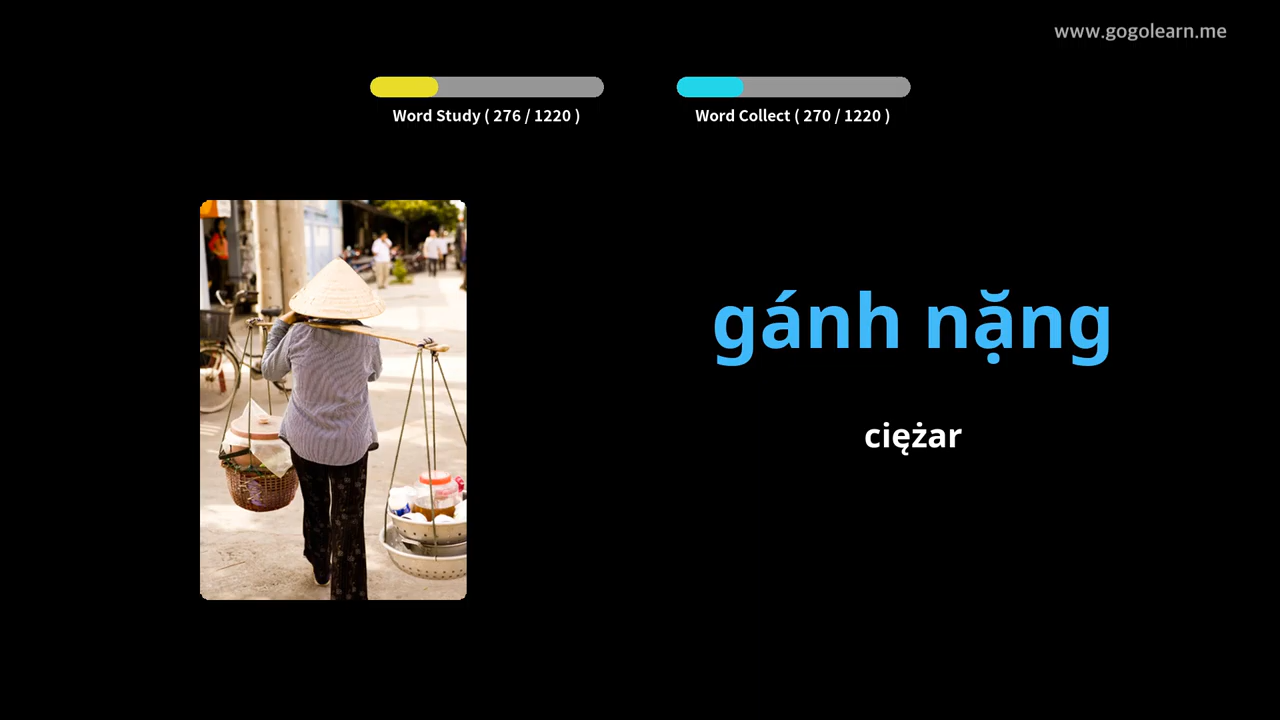 www.gogolearn.me
Word Study ( 276 / 1220 )
Word Collect ( 270 / 1220 )
gánh nặng
ciężar